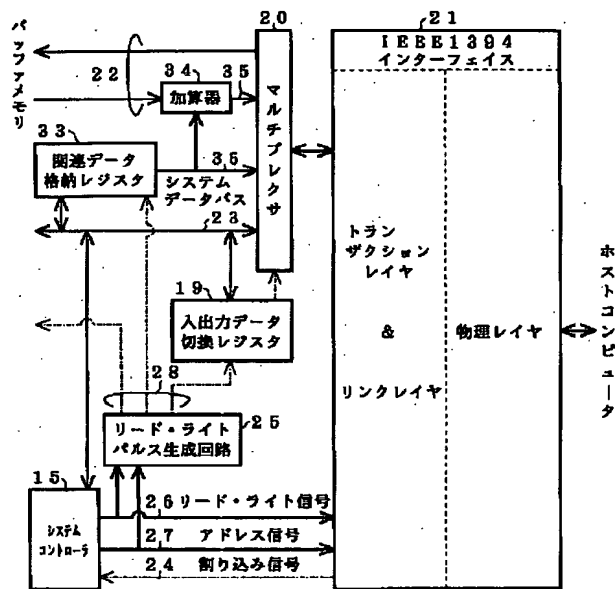 バッファメモリ
22
34
35
加算器
20
マルチプレクサ
21
IEEE1394
インターフェイス
33
関連データ
格納レジスタ
36
システム
データバス
23
トラン
ザクション
レイヤ
&
リンクレイヤ
物理レイヤ
ホストコンピュータ
19
入出力データ
切換レジスタ
28
リード・ライト
パルス生成回路
25
15
システム
コントローラ
26 リード・ライト信号
27 アドレス信号
24 割り込み信号